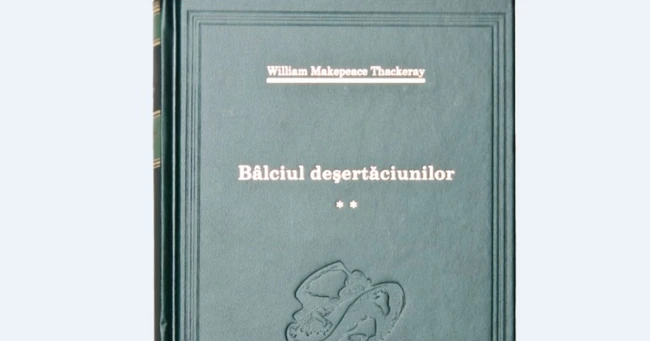 William Makepeace Thackeray
Bâlciul deşertăciunilor
* *